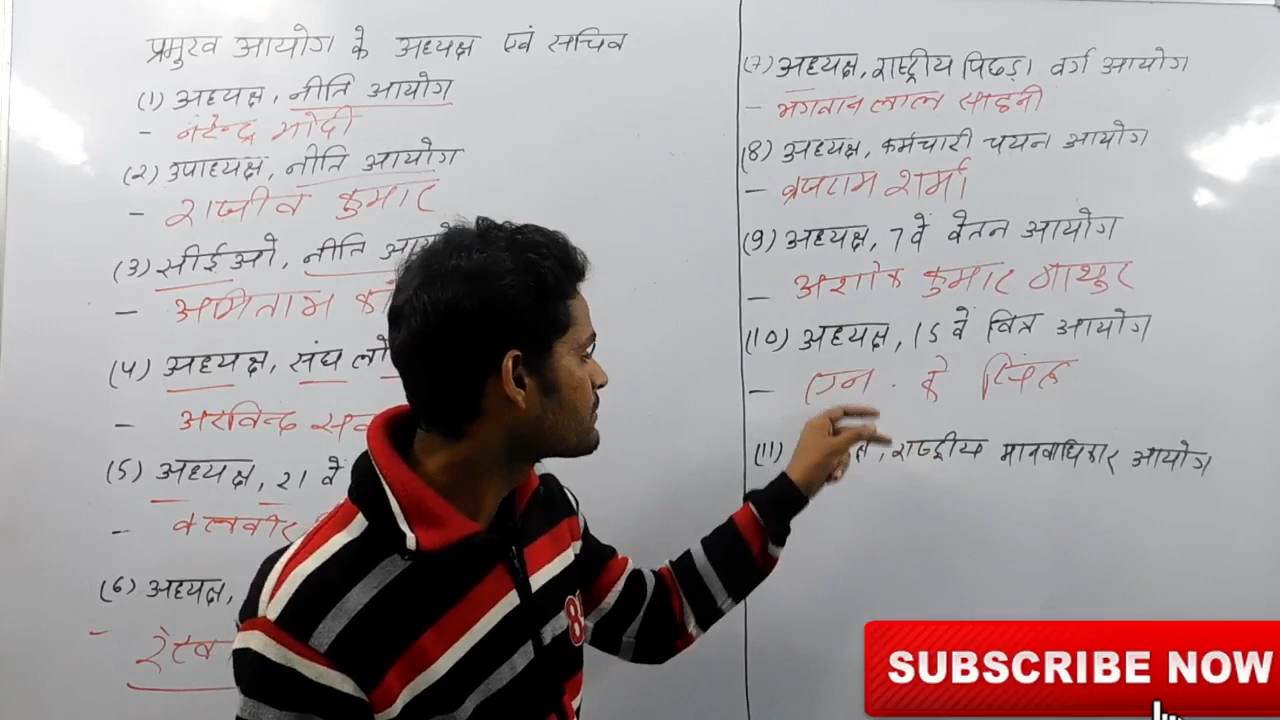 प्रमुख आयोग के अध्यक्ष एवं सचिव
(1) अध्यक्ष, नीति आयोग
- नरेन्द्र मोदी
(2) उपाध्यक्ष, नीति आयोग
- राजीव कुमार
(3) सीईओ, नीति आयो
- अमिताभ कां
(4) अध्यक्ष, संघ लो
- अरविन्द सक
(5) अध्यक्ष, 21 वें
- बलवीर
(6) अध्यक्ष,
- रेखा
(7) अध्यक्ष, राष्ट्रीय पिछड़ा वर्ग आयोग
- भगवान लाल साहनी
(8) अध्यक्ष, कर्मचारी चयन आयोग
- ब्रजराम शर्मा
(9) अध्यक्ष, 7 वें वेतन आयोग
- अशोक कुमार माथुर
(10) अध्यक्ष, 15 वें वित्त आयोग
- एन. के सिंह
(11) क्ष, राष्ट्रीय मानवाधिकार आयोग
SUBSCRIBE NOW